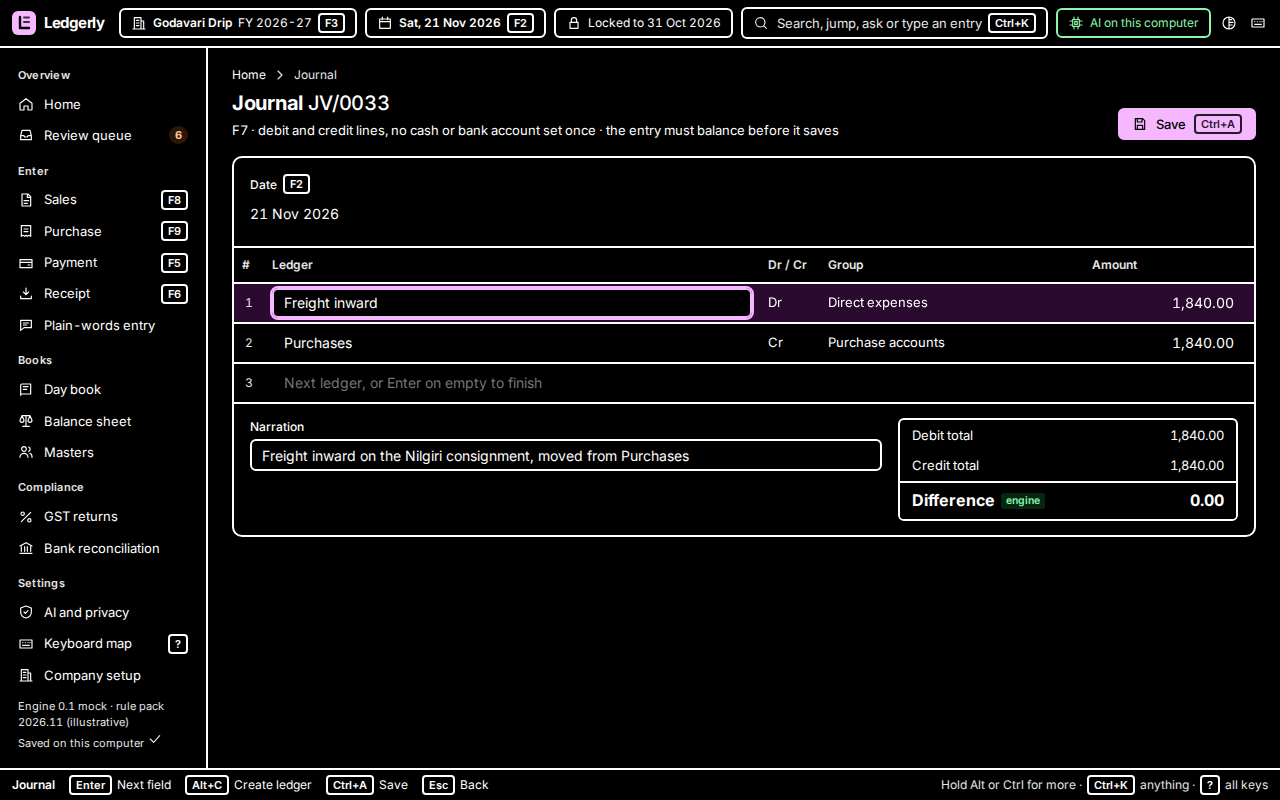 Ledgerly
Godavari Drip FY 2026-27 F3
Sat, 21 Nov 2026 F2
Locked to 31 Oct 2026
Search, jump, ask or type an entry Ctrl+K
AI on this computer
Overview
Home
Review queue 6
Enter
Sales F8
Purchase F9
Payment F5
Receipt F6
Plain-words entry
Books
Day book
Balance sheet
Masters
Compliance
GST returns
Bank reconciliation
Settings
AI and privacy
Keyboard map ?
Company setup
Engine 0.1 mock · rule pack
2026.11 (illustrative)
Saved on this computer
Home Journal
Journal JV/0033
F7 · debit and credit lines, no cash or bank account set once · the entry must balance before it saves
Save Ctrl+A
Date F2
21 Nov 2026
# Ledger Dr / Cr Group Amount
1 Freight inward Dr Direct expenses 1,840.00
2 Purchases Cr Purchase accounts 1,840.00
3 Next ledger, or Enter on empty to finish
Narration
Freight inward on the Nilgiri consignment, moved from Purchases
Debit total 1,840.00
Credit total 1,840.00
Difference engine 0.00
Journal Enter Next field Alt+C Create ledger Ctrl+A Save Esc Back
Hold Alt or Ctrl for more · Ctrl+K anything · ? all keys